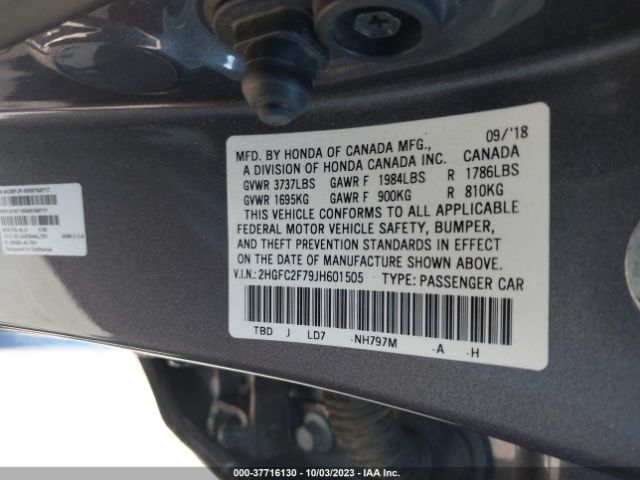 09/'18
MFD. BY HONDA OF CANADA MFG.,
A DIVISION OF HONDA CANADA INC. CANADA
GVWR 3737LBS GAWR F 1984LBS R 1786LBS
GVWR 1695KG GAWR F 900KG R 810KG
THIS VEHICLE CONFORMS TO ALL APPLICABLE
FEDERAL MOTOR VEHICLE SAFETY, BUMPER,
AND THEFT PREVENTION STANDARDS IN EFFECT
ON THE DATE OF MANUFACTURE SHOWN ABOVE.
V.I.N.: 2HGFC2F79JH601505 TYPE: PASSENGER CAR
TBD J LD7 -NH797M -A -H
000-37716130 - 10/03/2023 - IAA Inc.